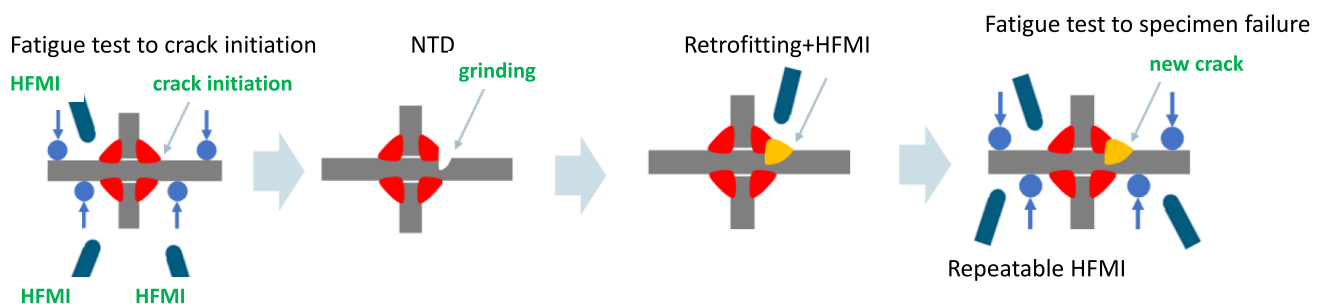 Fatigue test to crack initiation
HFMI
crack initiation
HFMI
HFMI
NTD
grinding
Retrofitting+HFMI
Fatigue test to specimen failure
new crack
Repeatable HFMI